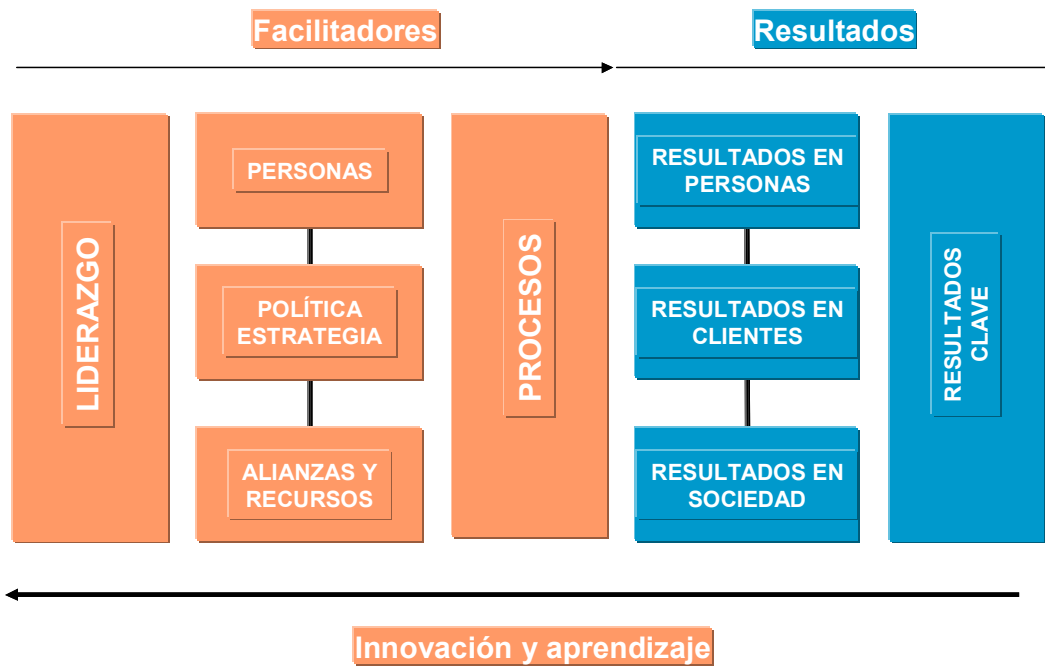 Facilitadores
Resultados
LIDERAZGO
PERSONAS
POLÍTICA
ESTRATEGIA
ALIANZAS Y
RECURSOS
PROCESOS
RESULTADOS EN
PERSONAS
RESULTADOS EN
CLIENTES
RESULTADOS EN
SOCIEDAD
RESULTADOS
CLAVE
Innovación y aprendizaje